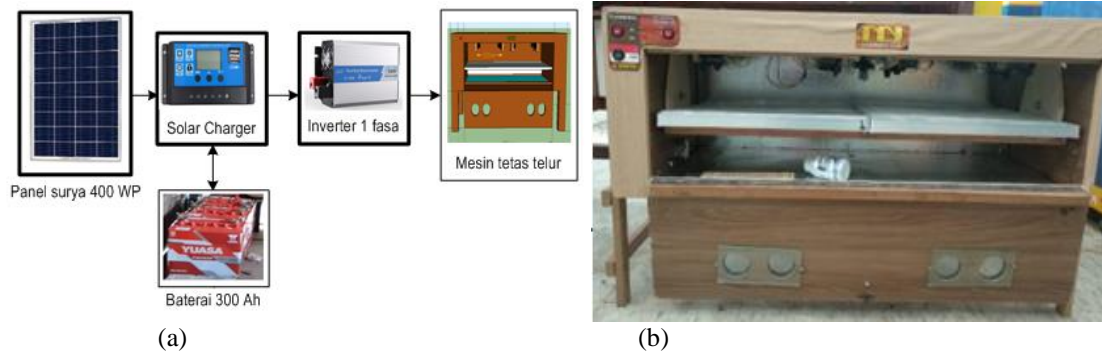 Solar Charger
Inverter 1 fasa
Mesin tetas telur
Panel surya 400 WP
YUASA
Baterai 300 Ah
(a)
(b)